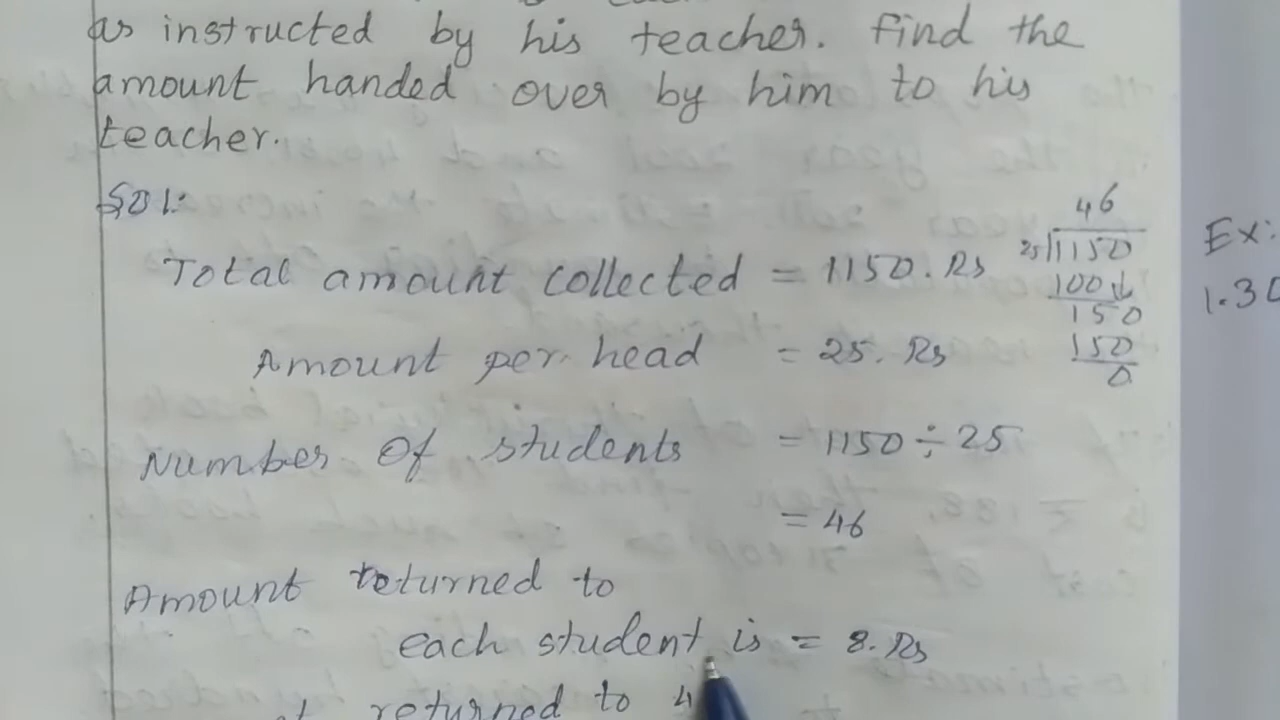 as instructed by his teacher. find the
amount handed over by him to his
teacher.
Sol:
46
Total amount collected = 1150. Rs 25)1150
100↓
150
Amount per head = 25. Rs 150
0
Number of students = 1150 ÷ 25
= 46
Amount returned to
each student is = 8. Rs
returned to 4
Ex:
1.30